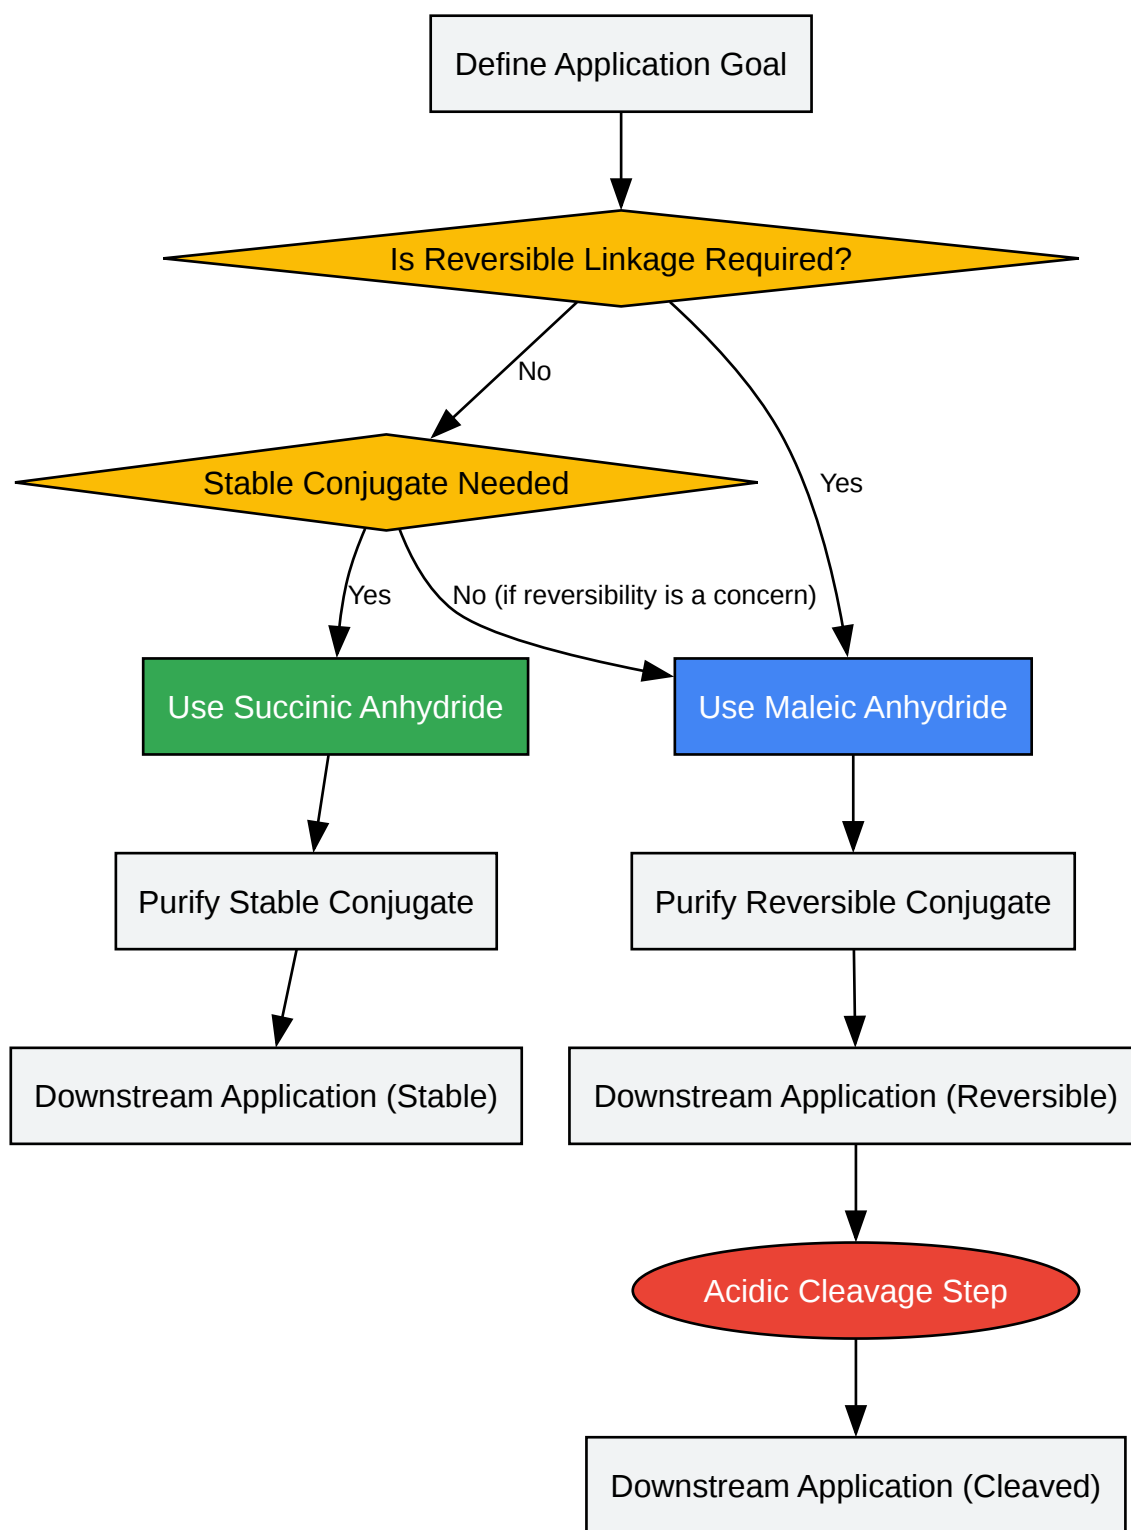 Define Application Goal
Is Reversible Linkage Required?
No
Stable Conjugate Needed
Yes
Yes
No (if reversibility is a concern)
Use Succinic Anhydride
Use Maleic Anhydride
Purify Stable Conjugate
Purify Reversible Conjugate
Downstream Application (Stable)
Downstream Application (Reversible)
Acidic Cleavage Step
Downstream Application (Cleaved)